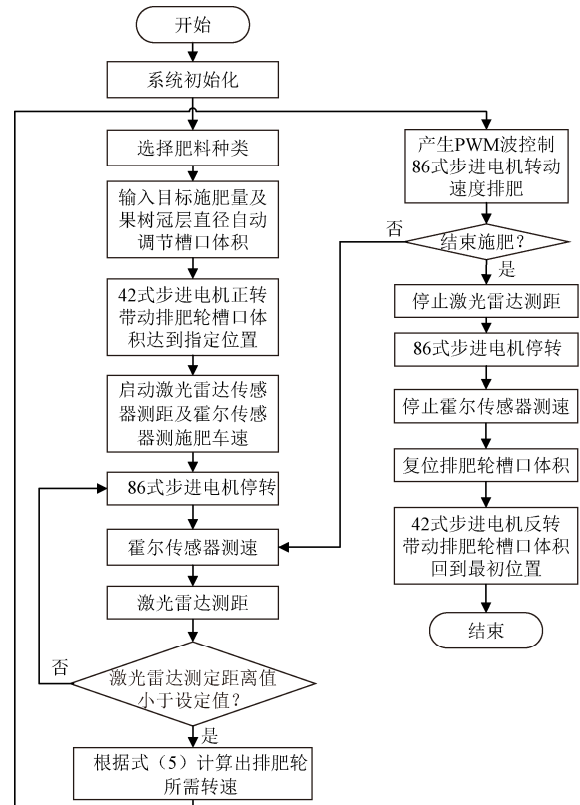 开始
系统初始化
选择肥料种类
输入目标施肥量及
果树冠层直径自动
调节槽口体积
42式步进电机正转
带动排肥轮槽口体
积达到指定位置
启动激光雷达传感
器测距及霍尔传感
器测施肥车速
86式步进电机停转
霍尔传感器测速
激光雷达测距
否
激光雷达测定距离值
小于设定值？
是
根据式（5）计算出排肥轮
所需转速
产生PWM波控制
86式步进电机转动
速度排肥
否
结束施肥？
是
停止激光雷达测距
86式步进电机停转
停止霍尔传感器测速
复位排肥轮槽口体积
42式步进电机反转
带动排肥轮槽口体积
回到最初位置
结束